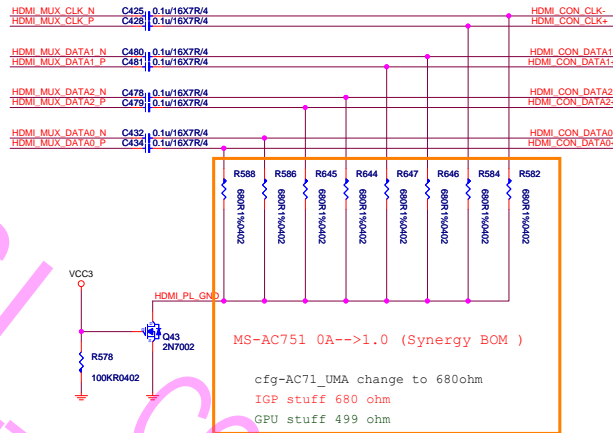 HDMI_MUX_CLK_N C425 0.1u/16X7R/4 HDMI_CON_CLK-
HDMI_MUX_CLK_P C428 0.1u/16X7R/4 HDMI_CON_CLK+
HDMI_MUX_DATA1_N C480 0.1u/16X7R/4 HDMI_CON_DATA1
HDMI_MUX_DATA1_P C481 0.1u/16X7R/4 HDMI_CON_DATA1+
HDMI_MUX_DATA2_N C478 0.1u/16X7R/4 HDMI_CON_DATA2
HDMI_MUX_DATA2_P C479 0.1u/16X7R/4 HDMI_CON_DATA2+
HDMI_MUX_DATA0_N C432 0.1u/16X7R/4 HDMI_CON_DATA0
HDMI_MUX_DATA0_P C434 0.1u/16X7R/4 HDMI_CON_DATA0+
R588 R586 R645 R644 R647 R646 R584 R582
680R1%0402 680R1%0402 680R1%0402 680R1%0402 680R1%0402 680R1%0402 680R1%0402 680R1%0402
VCC3
HDMI_PL_GND
Q43
2N7002
R578
100KR0402
MS-AC751 0A-->1.0 (Synergy BOM )
cfg-AC71_UMA change to 680ohm
IGP stuff 680 ohm
GPU stuff 499 ohm